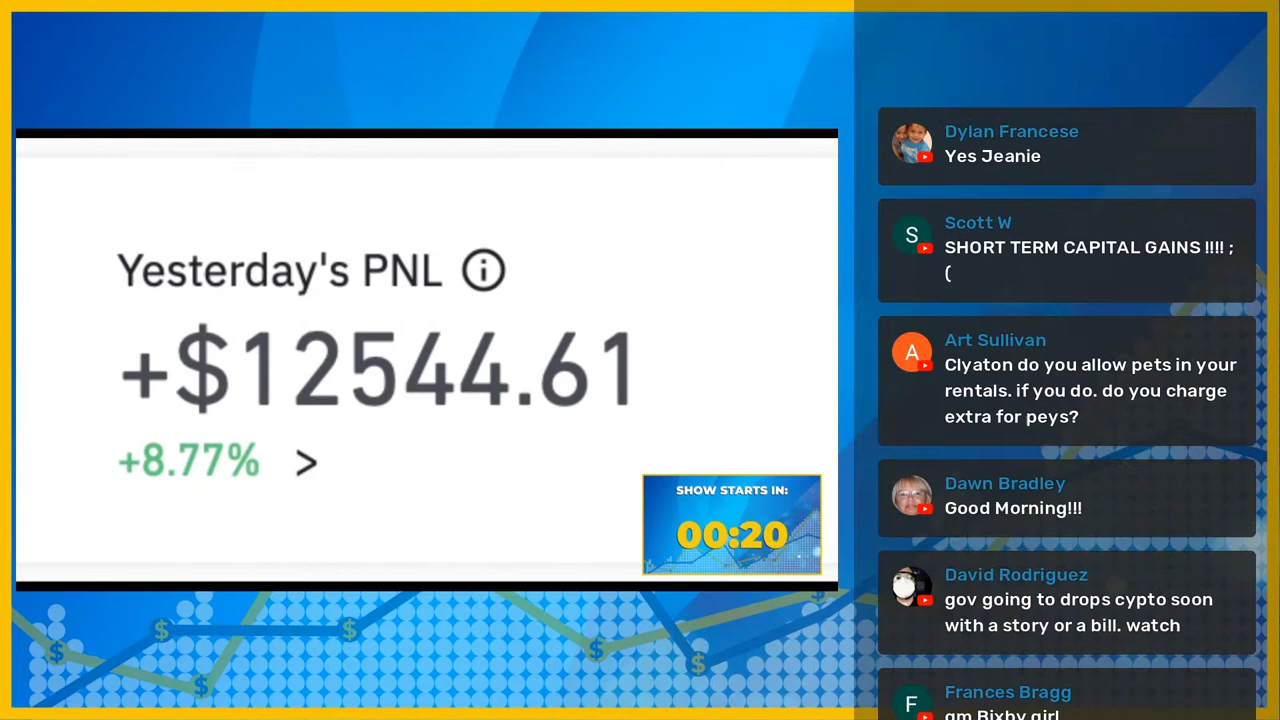 Yesterday's PNL
+$12544.61
+8.77% >
SHOW STARTS IN:
00:20
Dylan Francese
Yes Jeanie
S
Scott W
SHORT TERM CAPITAL GAINS !!!! ;
(
A
Art Sullivan
Clyaton do you allow pets in your
rentals. if you do. do you charge
extra for peys?
Dawn Bradley
Good Morning!!!
David Rodriguez
gov going to drops cypto soon
with a story or a bill. watch
F
Frances Bragg
gm Bixby girl